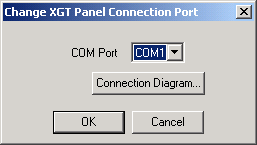 Change XGT Panel Connection Port
COM Port COM1
Connection Diagram...
OK Cancel